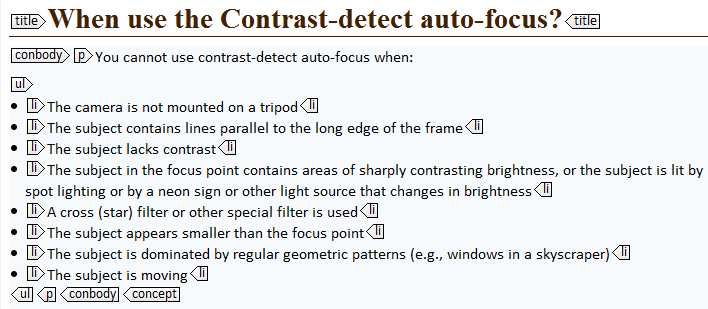 title When use the Contrast-detect auto-focus? title
conbody p You cannot use contrast-detect auto-focus when:
ul
• li The camera is not mounted on a tripod li
• li The subject contains lines parallel to the long edge of the frame li
• li The subject lacks contrast li
• li The subject in the focus point contains areas of sharply contrasting brightness, or the subject is lit by
spot lighting or by a neon sign or other light source that changes in brightness li
• li A cross (star) filter or other special filter is used li
• li The subject appears smaller than the focus point li
• li The subject is dominated by regular geometric patterns (e.g., windows in a skyscraper) li
• li The subject is moving li
ul p conbody concept